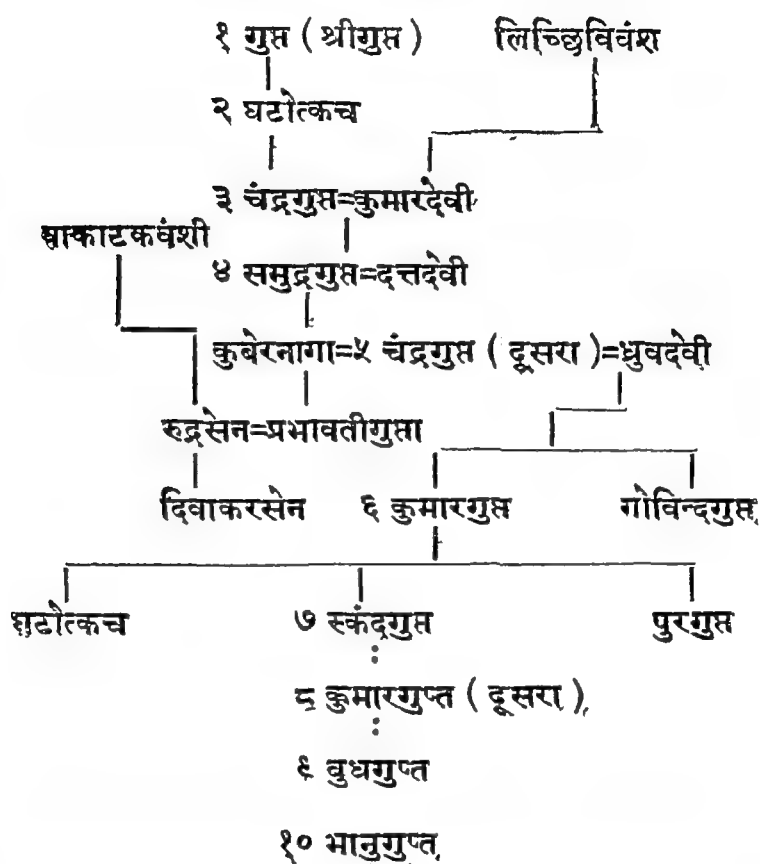 १ गुप्त ( श्रीगुप्त ) लिच्छिविवंश
२ घटोत्कच
३ चंद्रगुप्त=कुमारदेवी
वाकाटकवंशी
४ समुद्रगुप्त=दत्तदेवी
कुबेरनागा=५ चंद्रगुप्त ( दूसरा )=ध्रुवदेवी
रुद्रसेन=प्रभावतीगुप्ता
दिवाकरसेन ६ कुमारगुप्त गोविन्दगुप्त
घटोत्कच ७ स्कंदगुप्त पुरगुप्त
८ कुमारगुप्त ( दूसरा )
९ वुधगुप्त
१० भानुगुप्त